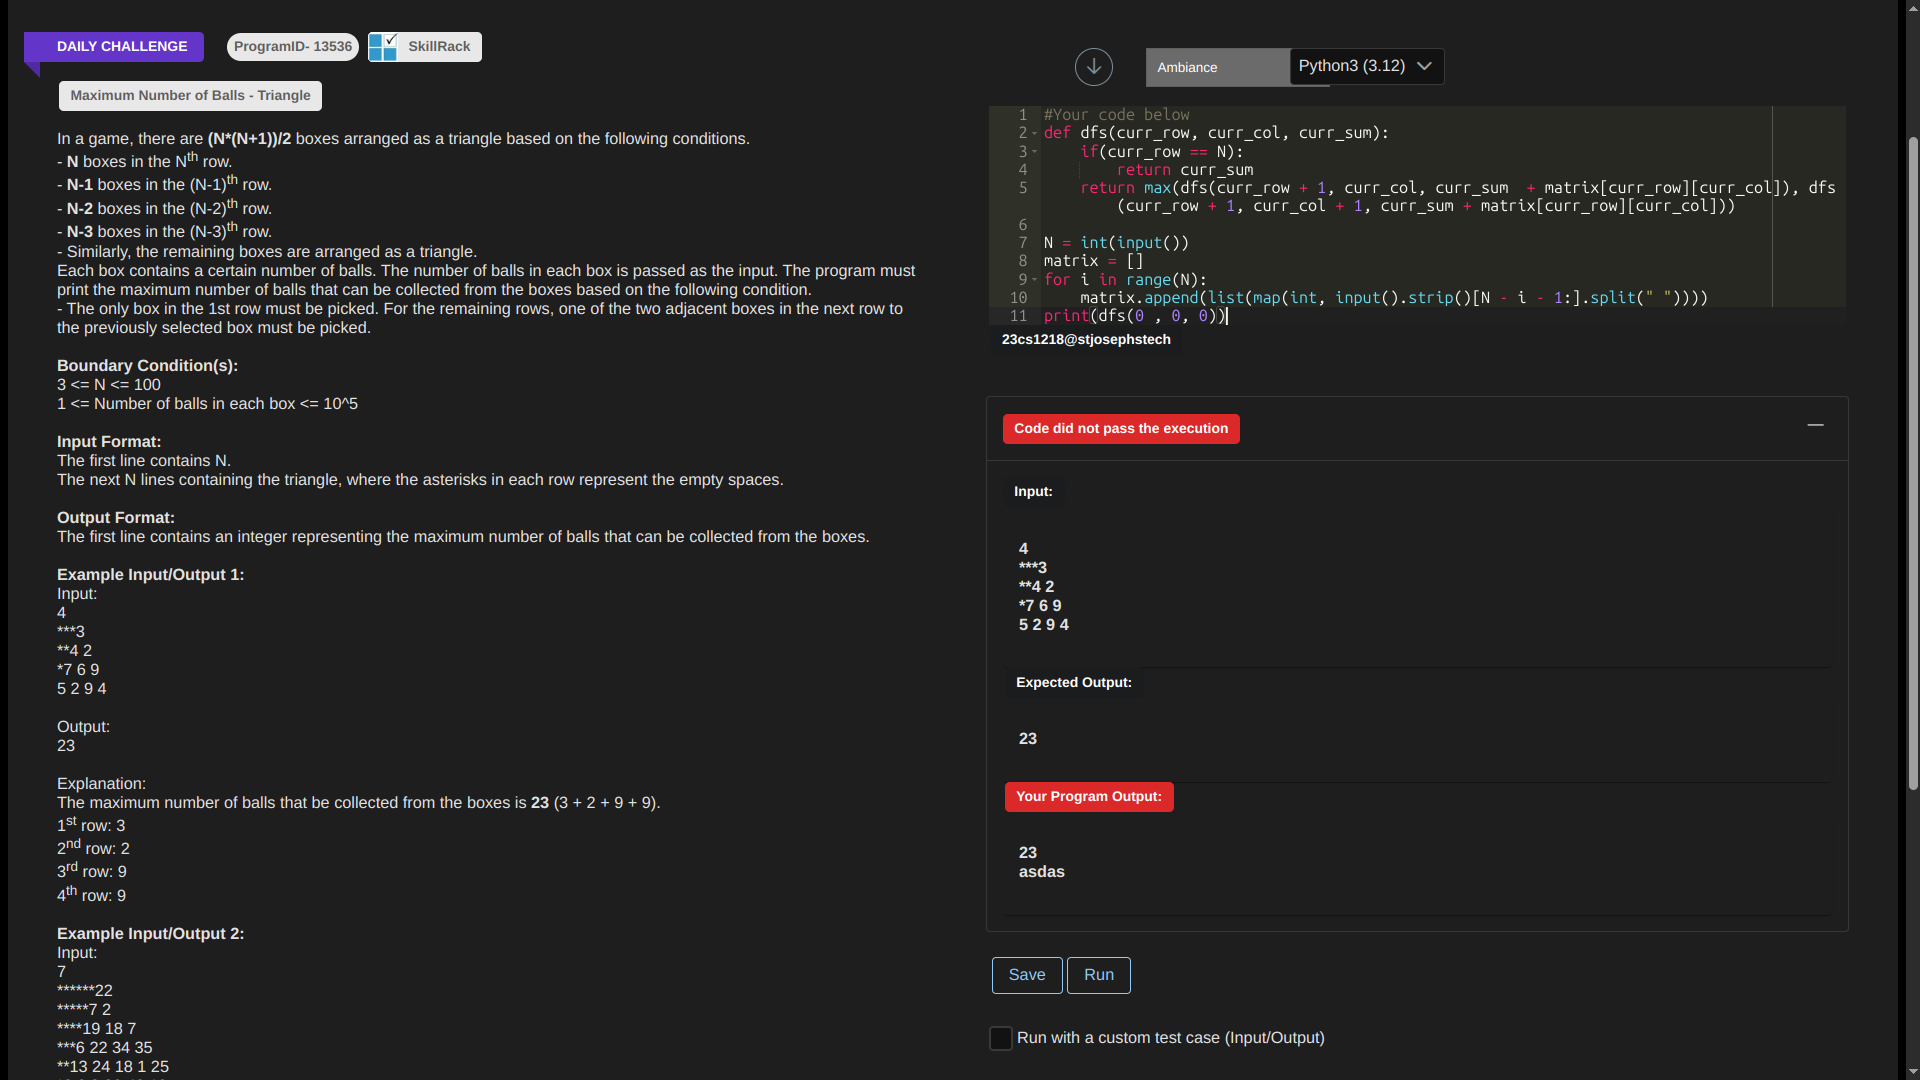 DAILY CHALLENGE
ProgramID- 13536
SkillRack
Maximum Number of Balls - Triangle
In a game, there are (N*(N+1))/2 boxes arranged as a triangle based on the following conditions.
- N boxes in the Nth row.
- N-1 boxes in the (N-1)th row.
- N-2 boxes in the (N-2)th row.
- N-3 boxes in the (N-3)th row.
- Similarly, the remaining boxes are arranged as a triangle.
Each box contains a certain number of balls. The number of balls in each box is passed as the input. The program must
print the maximum number of balls that can be collected from the boxes based on the following condition.
- The only box in the 1st row must be picked. For the remaining rows, one of the two adjacent boxes in the next row to
the previously selected box must be picked.
Boundary Condition(s):
3 <= N <= 100
1 <= Number of balls in each box <= 10^5
Input Format:
The first line contains N.
The next N lines containing the triangle, where the asterisks in each row represent the empty spaces.
Output Format:
The first line contains an integer representing the maximum number of balls that can be collected from the boxes.
Example Input/Output 1:
Input:
4
***3
**4 2
*7 6 9
5 2 9 4
Output:
23
Explanation:
The maximum number of balls that be collected from the boxes is 23 (3 + 2 + 9 + 9).
1st row: 3
2nd row: 2
3rd row: 9
4th row: 9
Example Input/Output 2:
Input:
7
******22
*****7 2
****19 18 7
***6 22 34 35
**13 24 18 1 25
Ambiance
Python3 (3.12)
1 #Your code below
2 def dfs(curr_row, curr_col, curr_sum):
3 if(curr_row == N):
4 return curr_sum
5 return max(dfs(curr_row + 1, curr_col, curr_sum  + matrix[curr_row][curr_col]), dfs
(curr_row + 1, curr_col + 1, curr_sum + matrix[curr_row][curr_col]))
6
7 N = int(input())
8 matrix = []
9 for i in range(N):
10 matrix.append(list(map(int, input().strip()[N - i - 1:].split(" "))))
11 print(dfs(0 , 0, 0))
23cs1218@stjosephstech
Code did not pass the execution
Input:
4
***3
**4 2
*7 6 9
5 2 9 4
Expected Output:
23
Your Program Output:
23
asdas
Save
Run
Run with a custom test case (Input/Output)